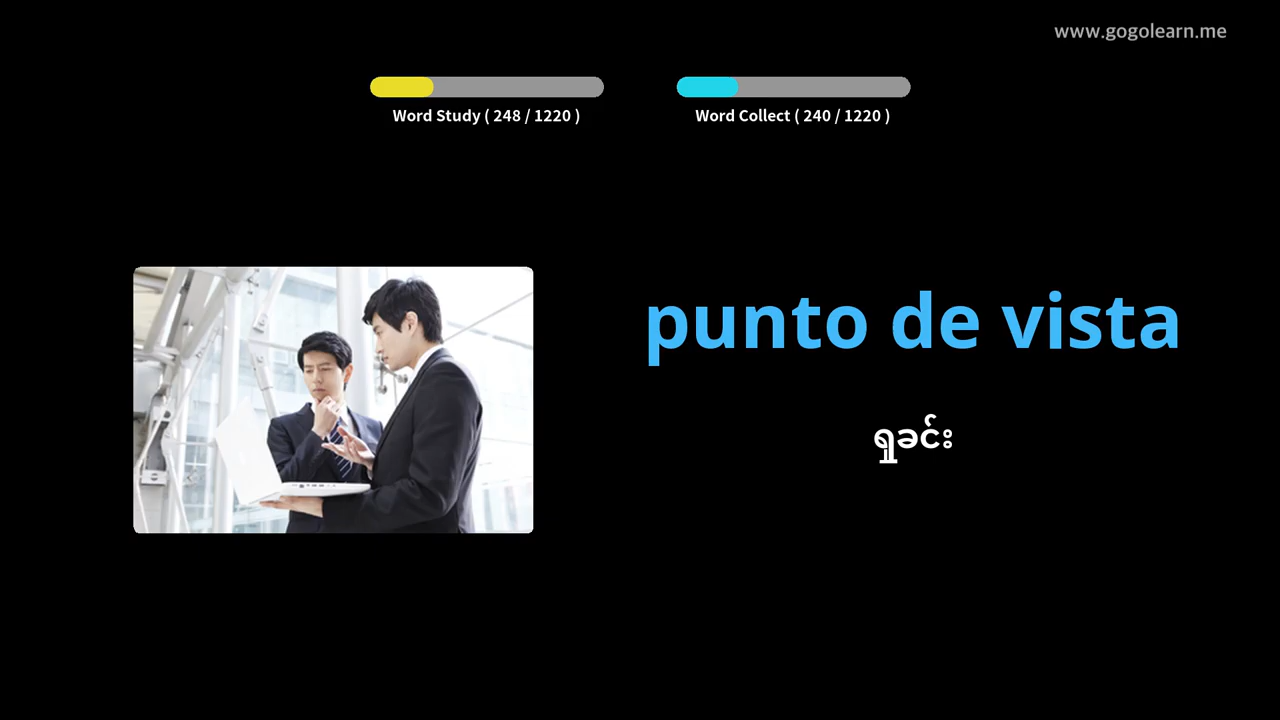 www.gogolearn.me
Word Study ( 248 / 1220 )
Word Collect ( 240 / 1220 )
punto de vista
ရှုခင်း